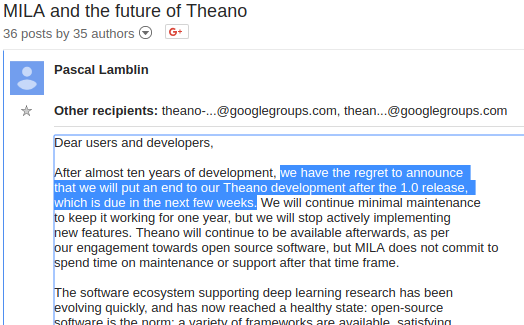 MILA and the future of Theano
36 posts by 35 authors
G+
Pascal Lamblin
Other recipients: theano-...@googlegroups.com, thean...@googlegroups.com
Dear users and developers,
After almost ten years of development, we have the regret to announce
that we will put an end to our Theano development after the 1.0 release,
which is due in the next few weeks. We will continue minimal maintenance
to keep it working for one year, but we will stop actively implementing
new features. Theano will continue to be available afterwards, as per
our engagement towards open source software, but MILA does not commit to
spend time on maintenance or support after that time frame.
The software ecosystem supporting deep learning research has been
evolving quickly, and has now reached a healthy state: open-source
software is the norm; a variety of frameworks are available, satisfying